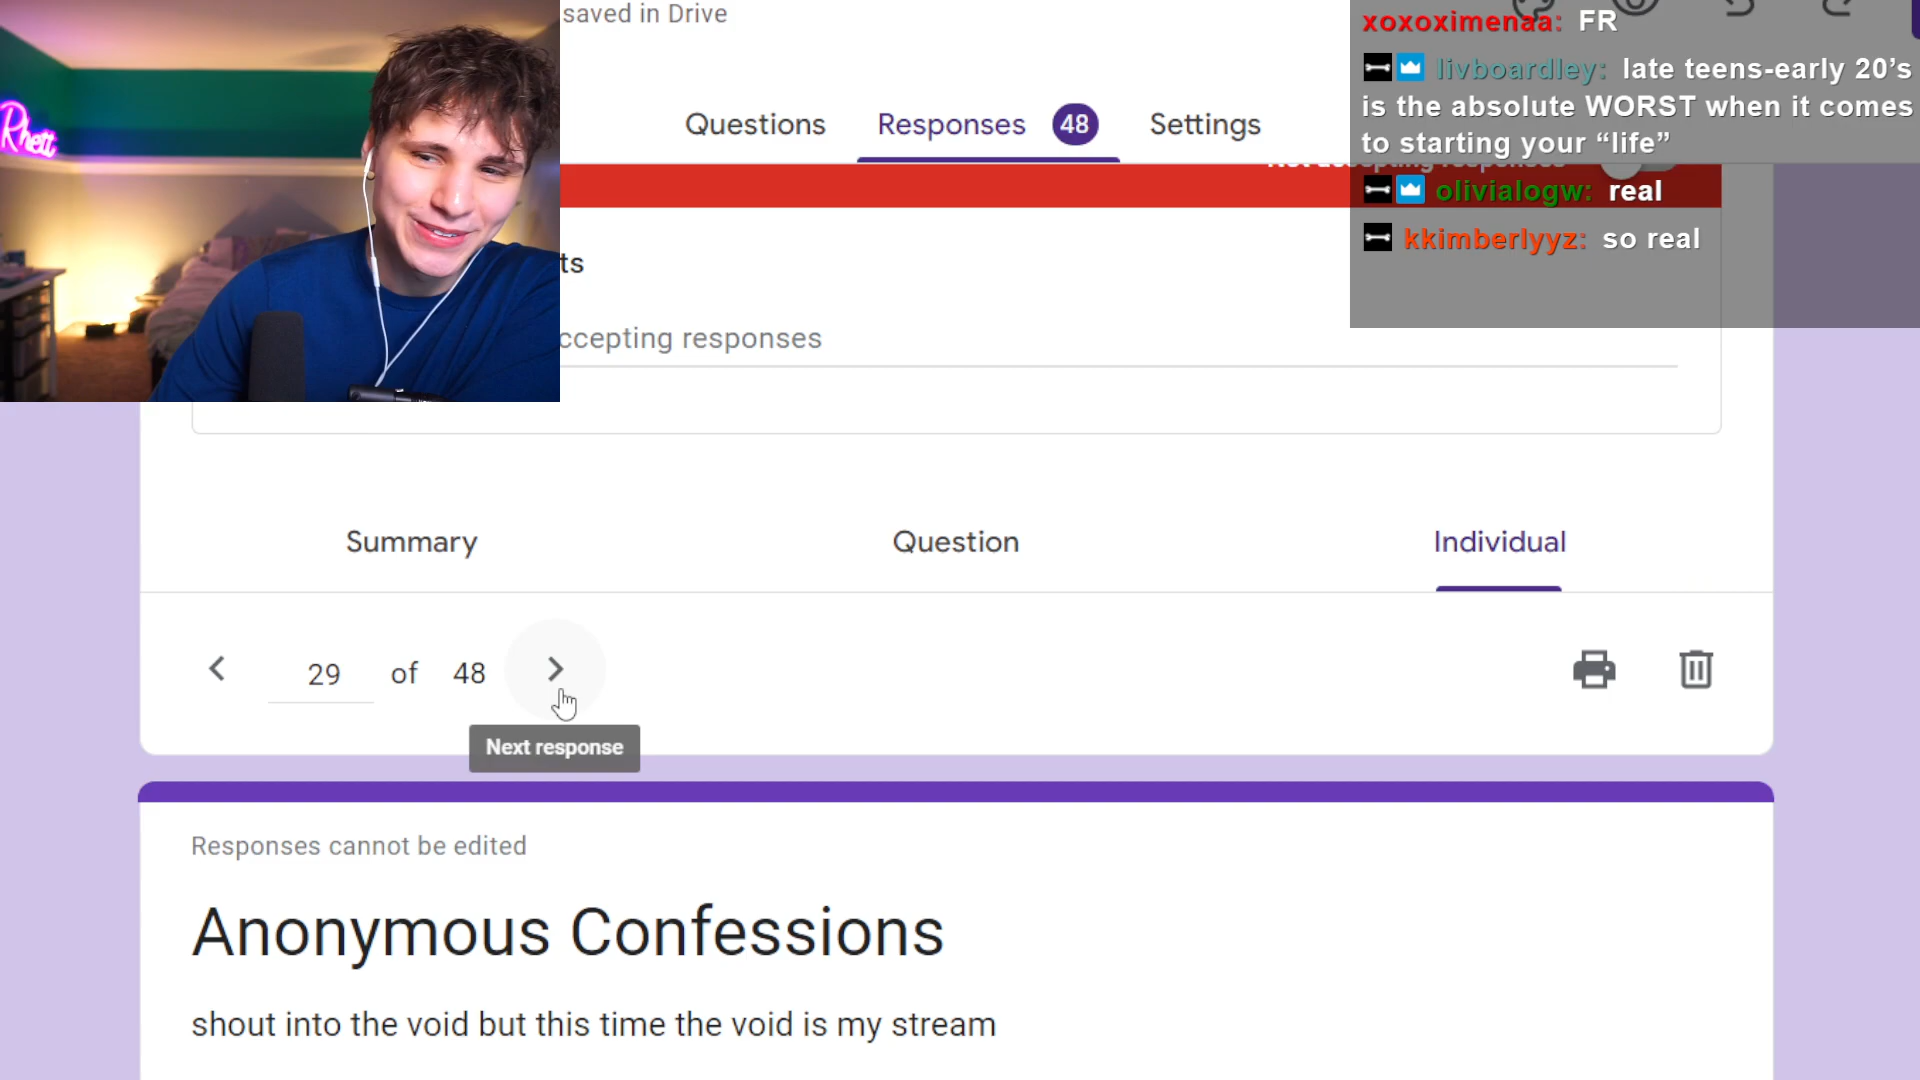 saved in Drive
Rhett
Questions
Responses 48
Settings
xoxoximenaa: FR
livboardley: late teens-early 20's
is the absolute WORST when it comes
to starting your “life”
olivialogw: real
kkimberlyyz: so real
ts
ccepting responses
Summary
Question
Individual
29 of 48
Next response
Responses cannot be edited
Anonymous Confessions
shout into the void but this time the void is my stream